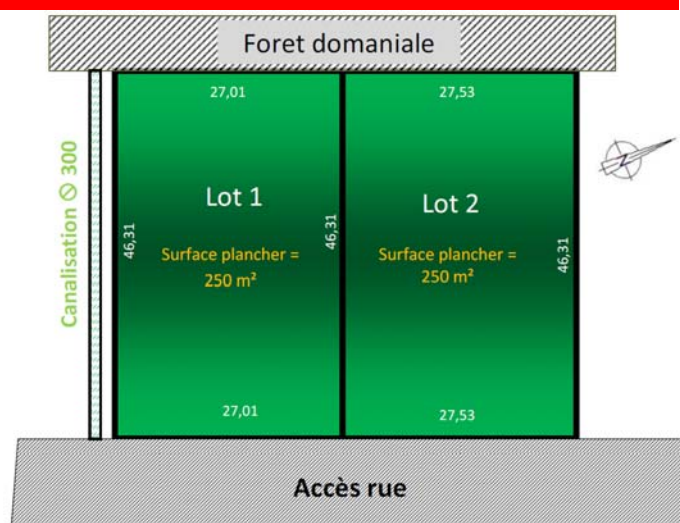 Foret domaniale
27,01
27,53
Canalisation ⦸ 300
Lot 1
Lot 2
46,31
46,31
46,31
Surface plancher =
250 m²
Surface plancher =
250 m²
27,01
27,53
Accès rue
N